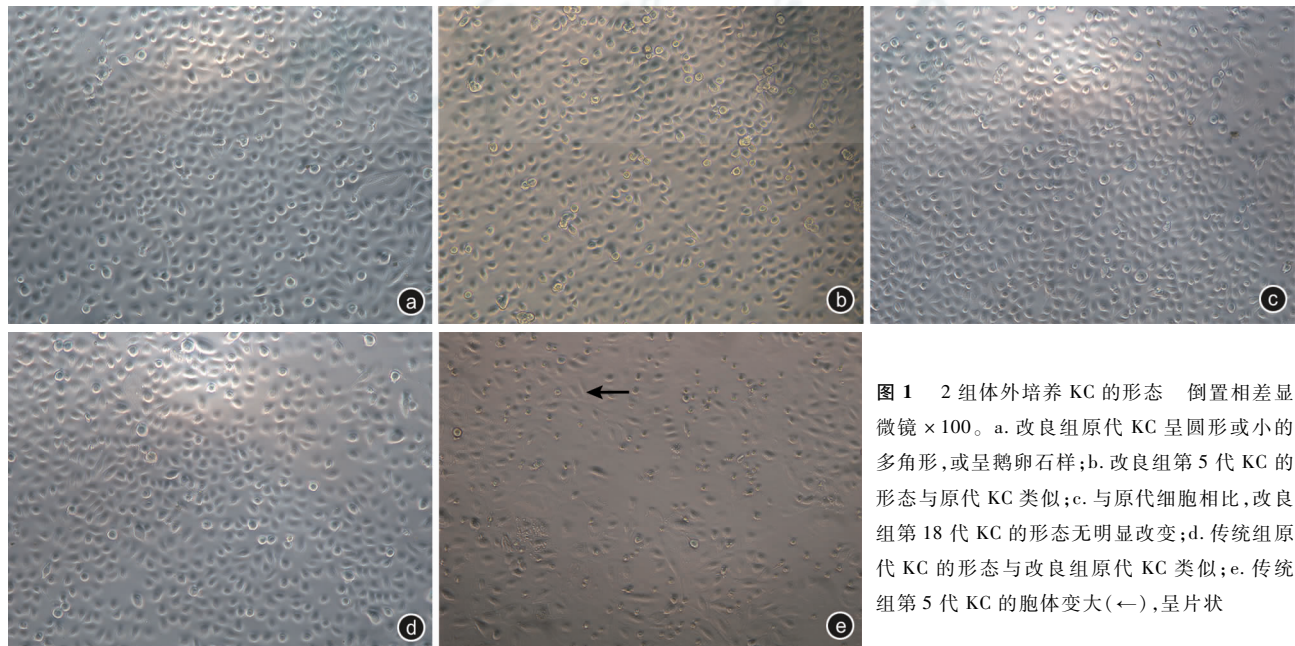 a
b
c
d
e
图 1 2 组体外培养 KC 的形态 倒置相差显
微镜 ×100。a. 改良组原代 KC 呈圆形或小的
多角形,或呈鹅卵石样;b. 改良组第 5 代 KC 的
形态与原代 KC 类似;c. 与原代细胞相比,改良
组第 18 代 KC 的形态无明显改变;d. 传统组原
代 KC 的形态与改良组原代 KC 类似;e. 传统
组第 5 代 KC 的胞体变大(←),呈片状